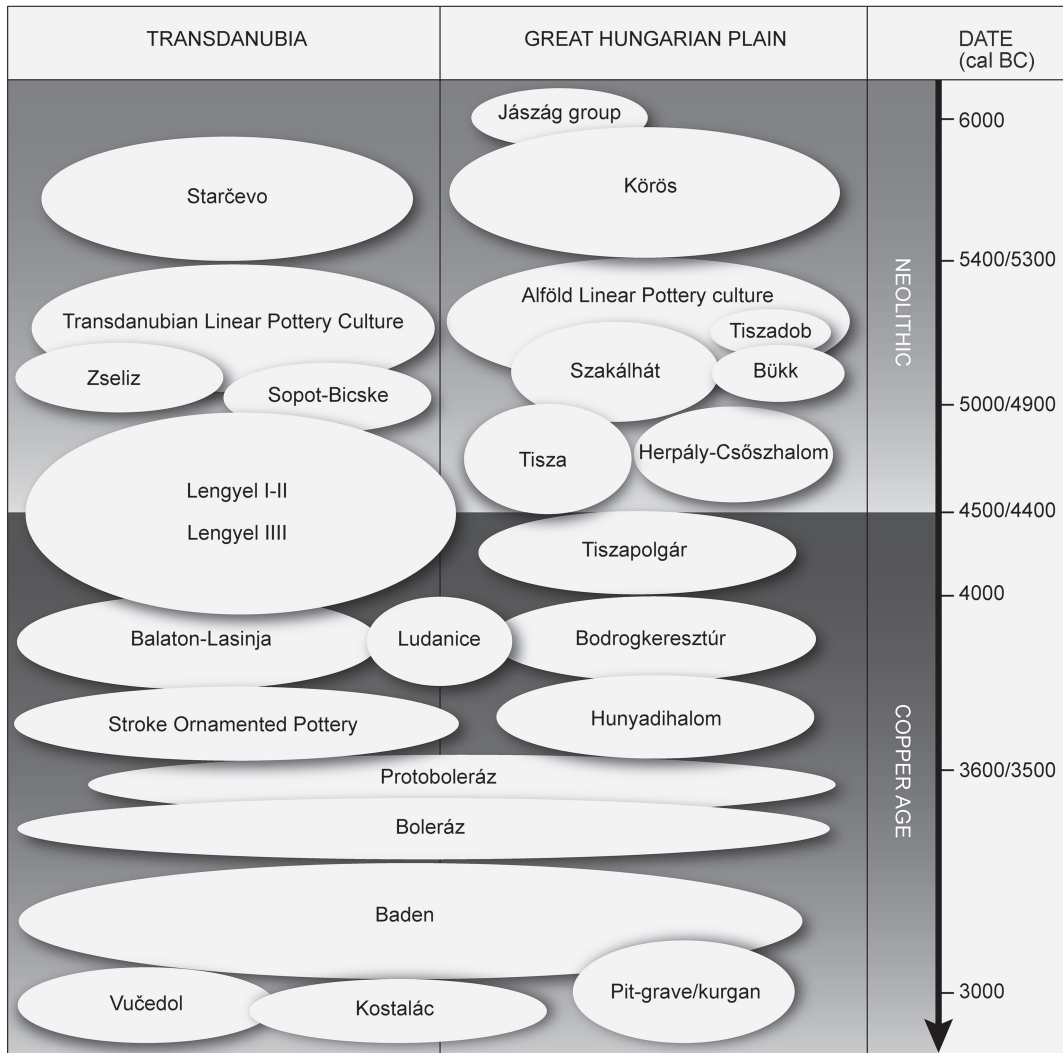 TRANSDANUBIA
GREAT HUNGARIAN PLAIN
DATE
(cal BC)
Jászág group
6000
Starčevo
Körös
5400/5300
NEOLITHIC
Alföld Linear Pottery culture
Transdanubian Linear Pottery Culture
Tiszadob
Zseliz
Szakálhát
Bükk
Sopot-Bicske
5000/4900
Tisza
Herpály-Csőszhalom
Lengyel I-II
4500/4400
Lengyel IIII
Tiszapolgár
4000
Balaton-Lasinja
Ludanice
Bodrogkeresztúr
Stroke Ornamented Pottery
Hunyadihalom
COPPER AGE
3600/3500
Protoboleráz
Boleráz
Baden
Pit-grave/kurgan
3000
Vučedol
Kostalác